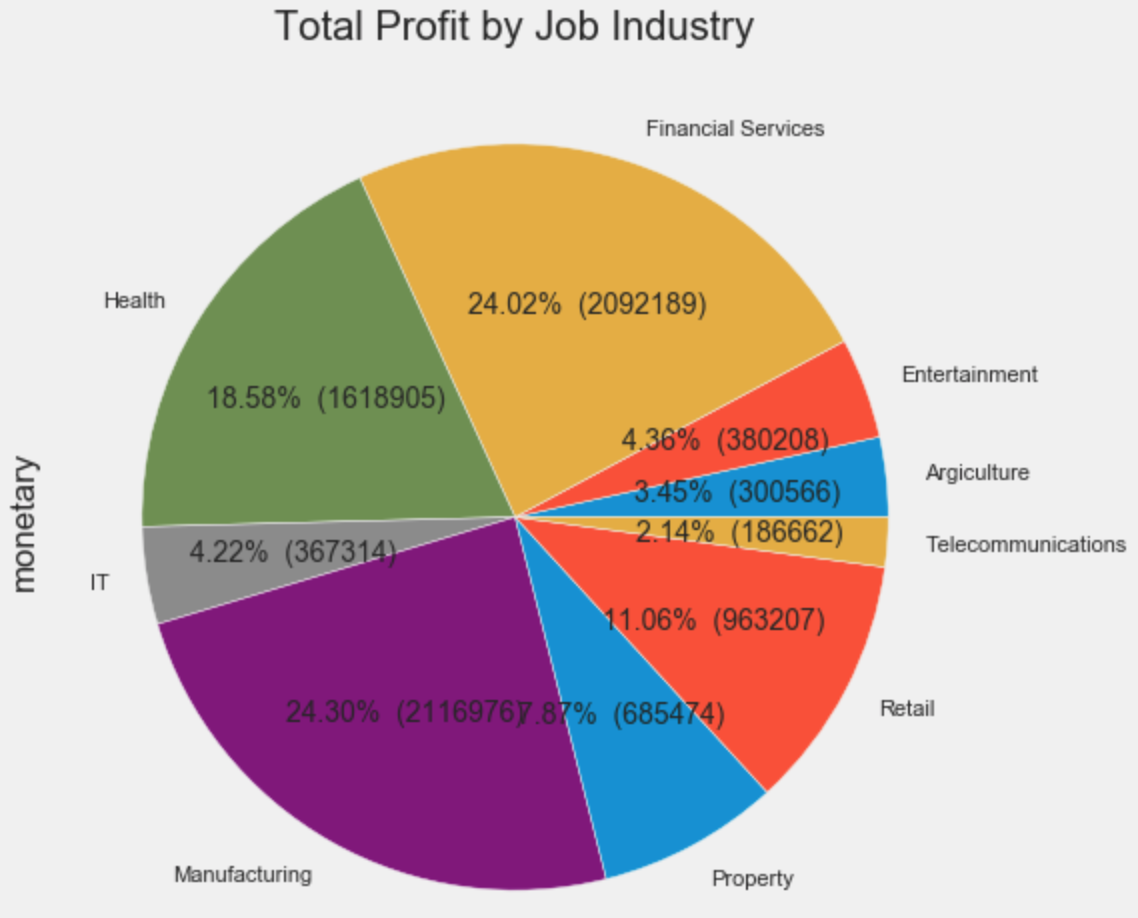 Total Profit by Job Industry
Financial Services
Health
24.02% (2092189)
Entertainment
18.58% (1618905)
4.36% (380208)
monetary
Argiculture
3.45% (300566)
2.14% (186662)
Telecommunications
4.22% (367314)
IT
11.06% (963207)
Retail
24.30% (2116976)
7.87% (685474)
Manufacturing
Property